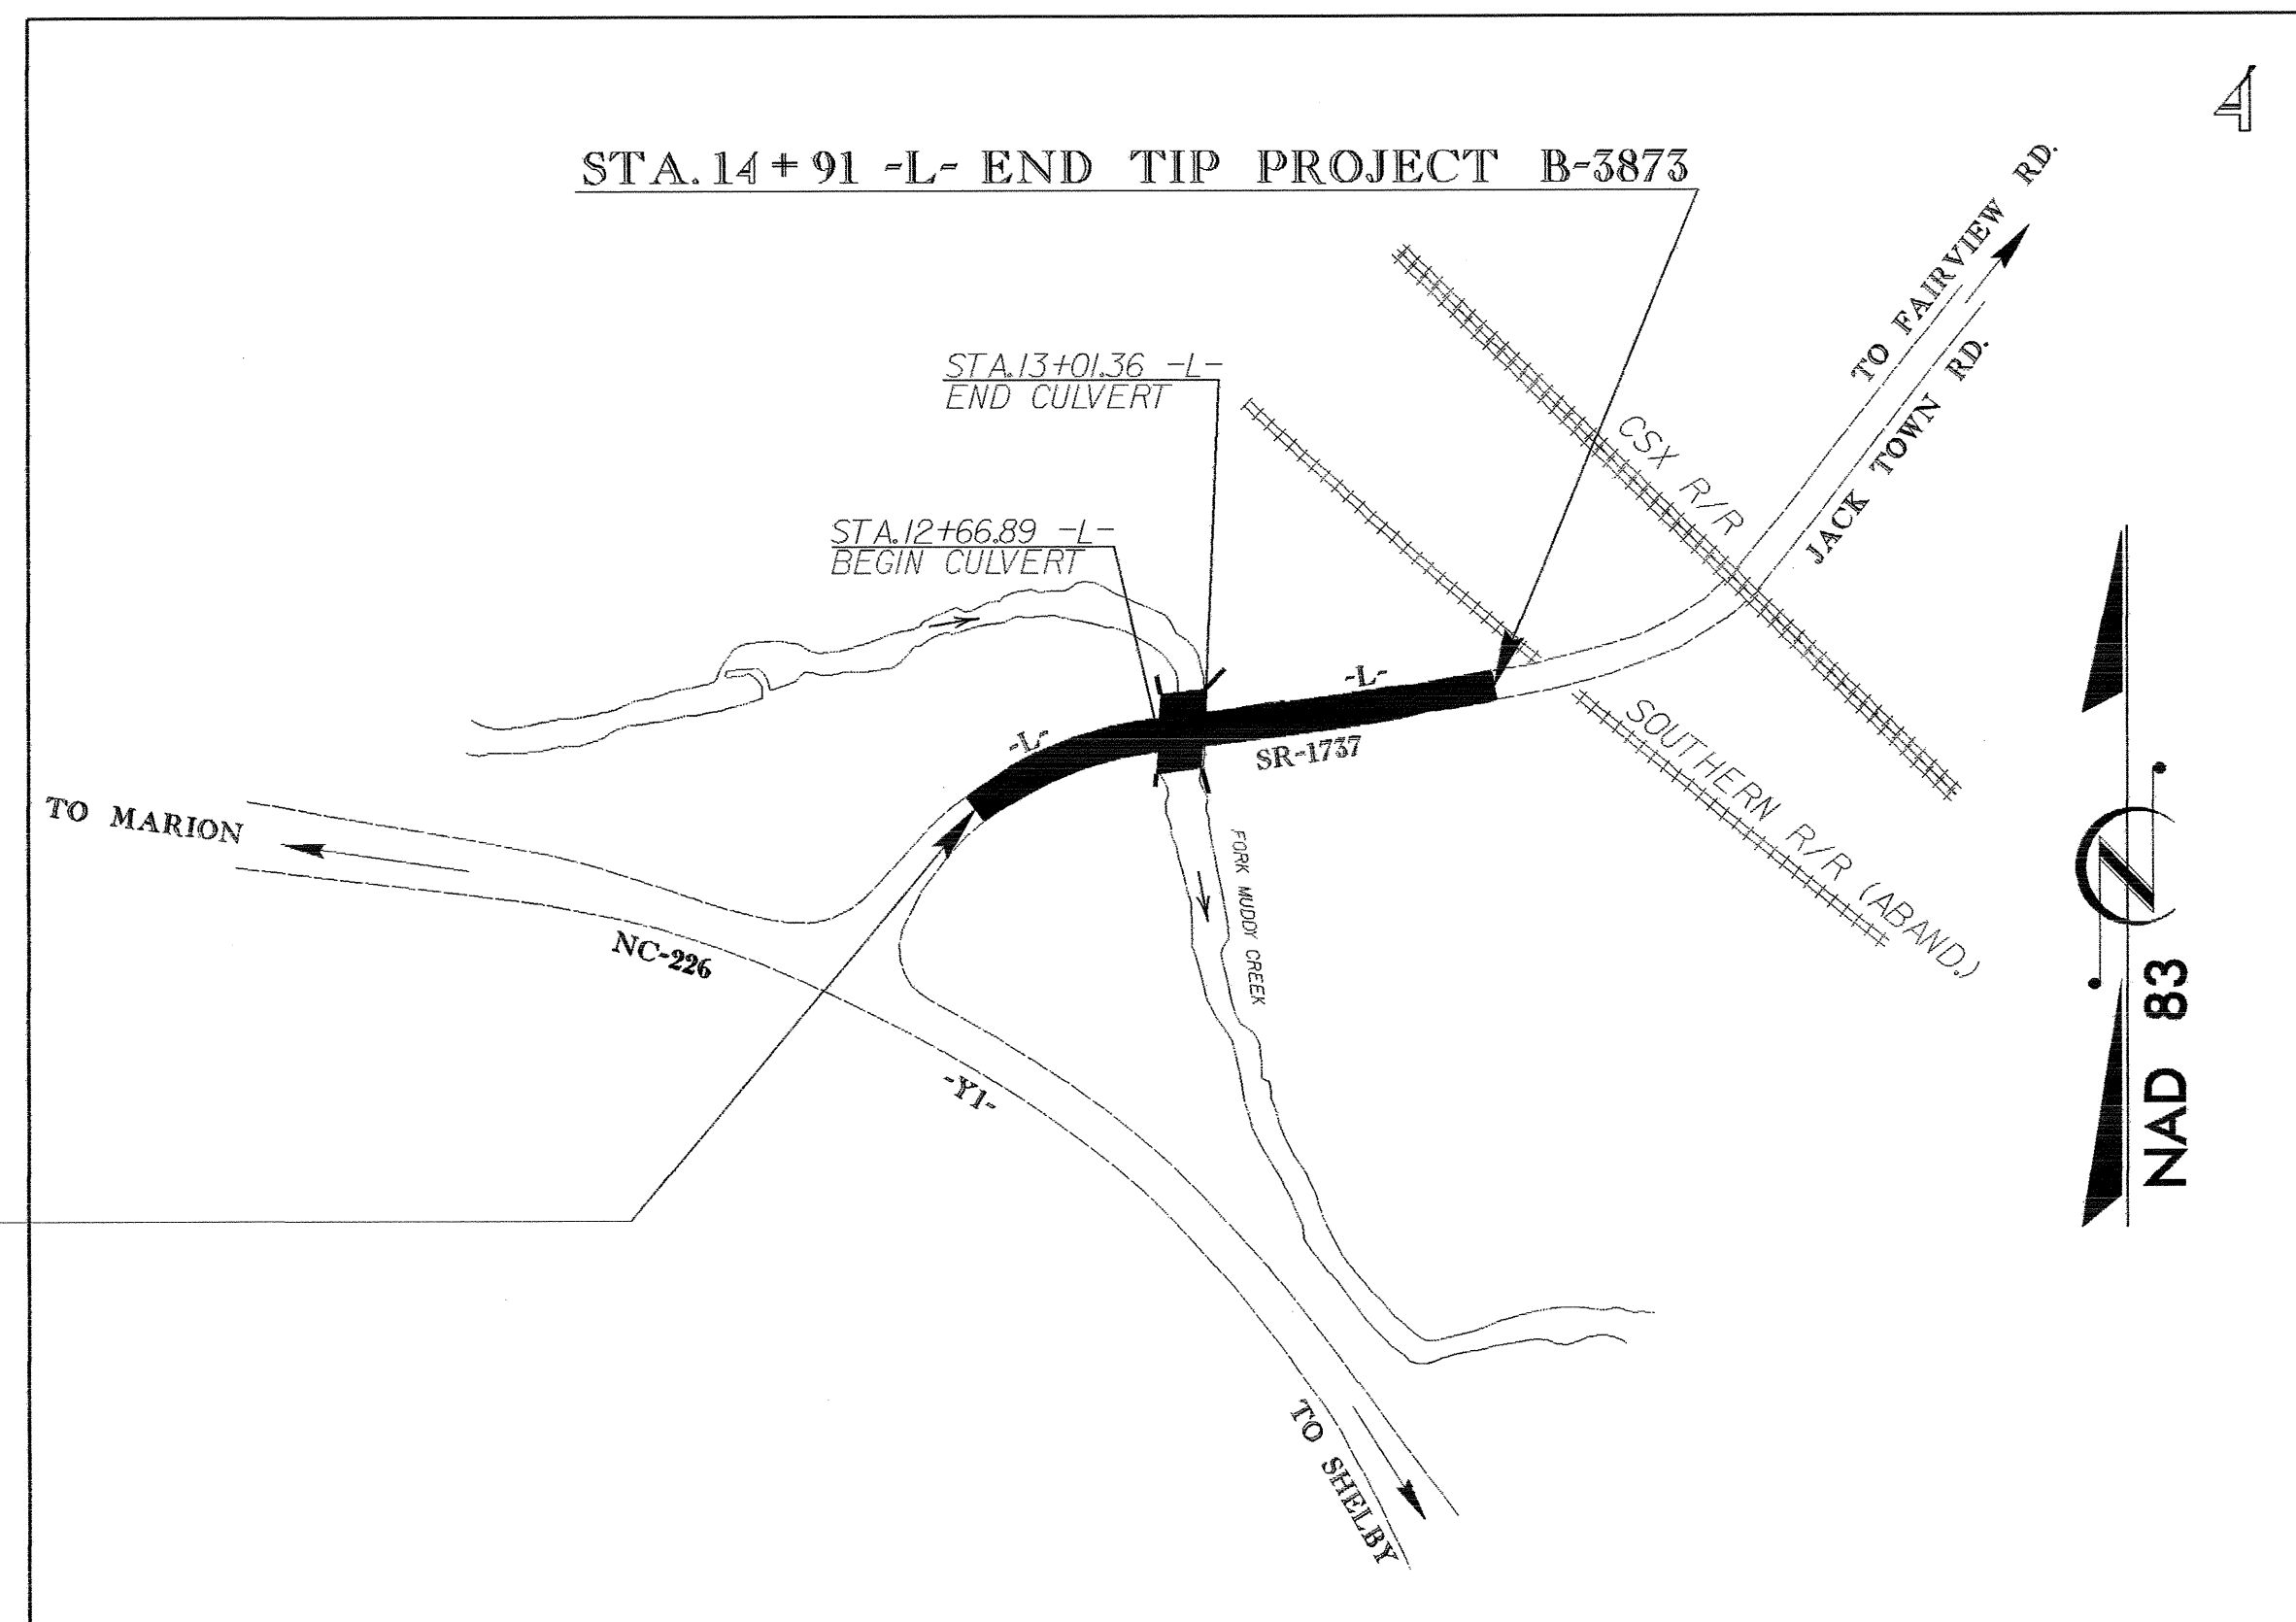 4
STA. 14 + 91 -L- END TIP PROJECT B-3873
TO FAIRVIEW RD.
JACK TOWN RD.
STA.13+01.36 -L-
END CULVERT
CSX R/R
STA.12+66.89 -L-
BEGIN CULVERT
-L-
-L-
SR-1737
SOUTHERN R/R (ABAND.)
TO MARION
FORK MUDDY CREEK
NC-226
NAD 83
-Y1-
TO SHELBY